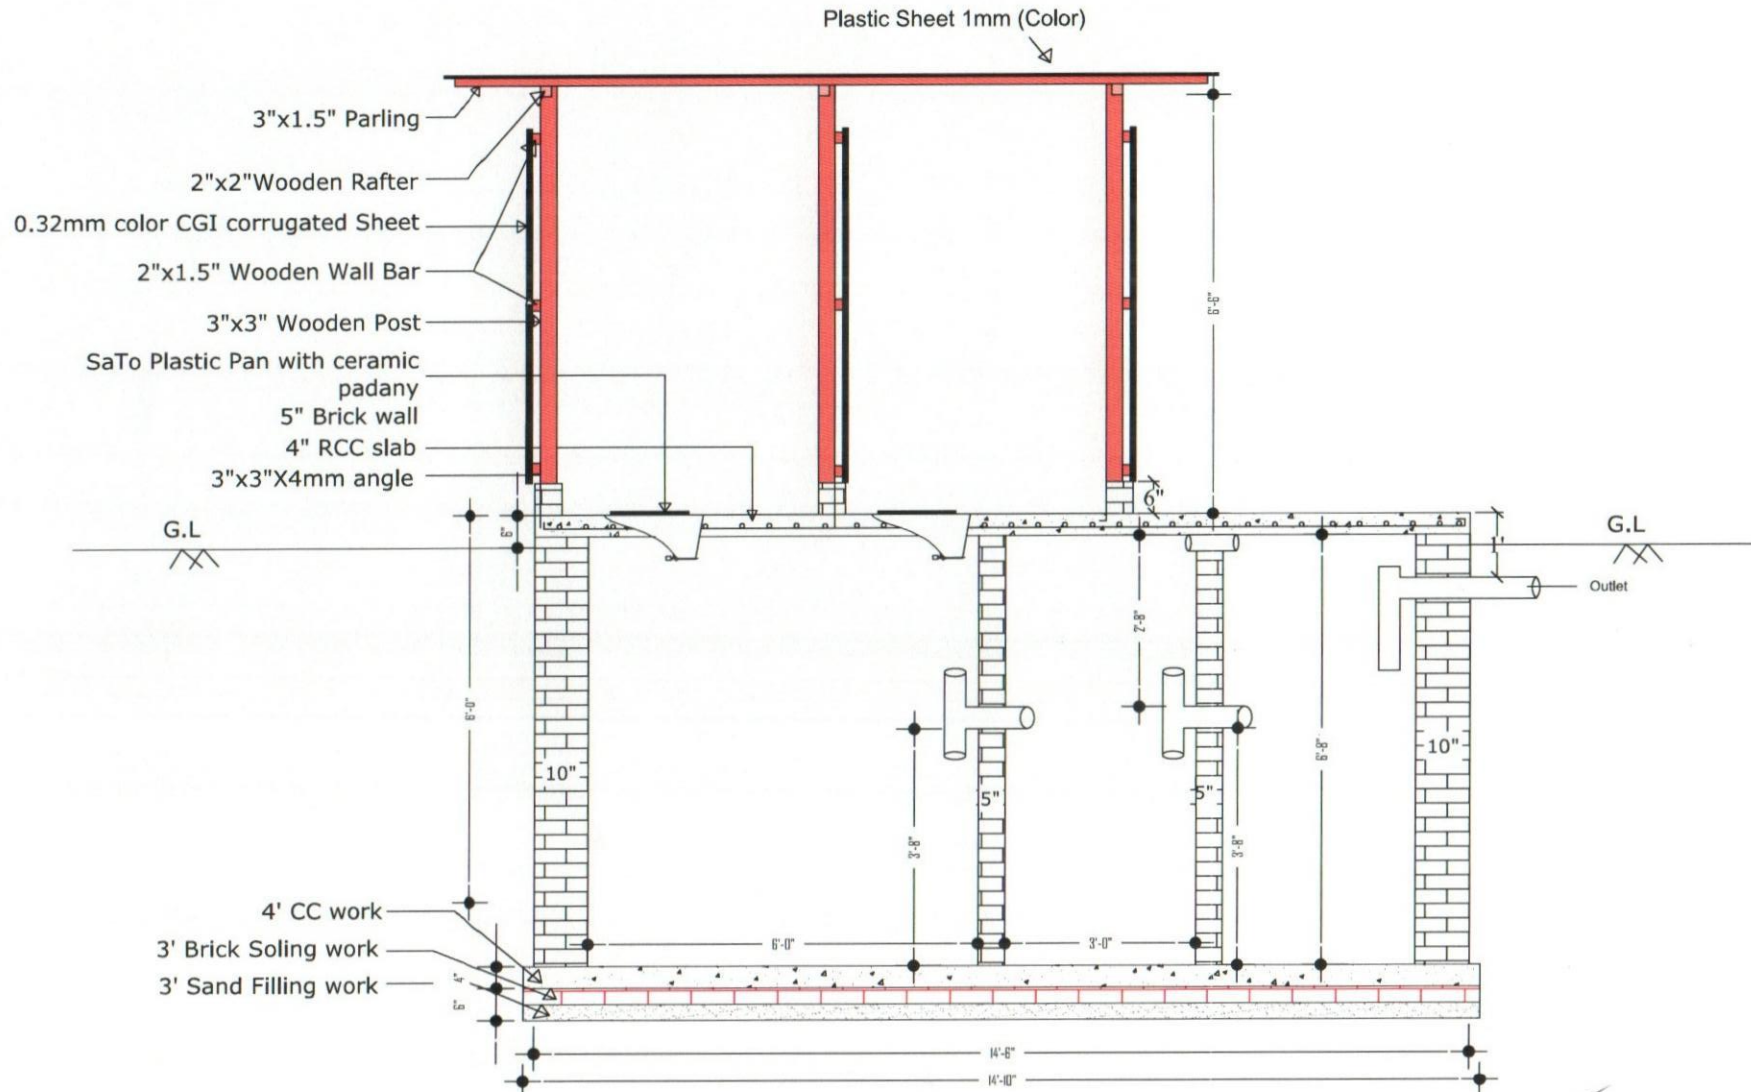 Plastic Sheet 1mm (Color)
3"x1.5" Parling
2"x2"Wooden Rafter
0.32mm color CGI corrugated Sheet
2"x1.5" Wooden Wall Bar
3"x3" Wooden Post
SaTo Plastic Pan with ceramic
padany
5" Brick wall
4" RCC slab
3"x3"X4mm angle
6'-6"
6"
G.L
6"
G.L
1'
Outlet
2'-8"
6'-0"
10"
5"
5"
6'-8"
10"
3'-8"
3'-8"
4' CC work
3' Brick Soling work
3' Sand Filling work
6'-0"
3'-0"
4"
6"
14'-6"
14'-10"